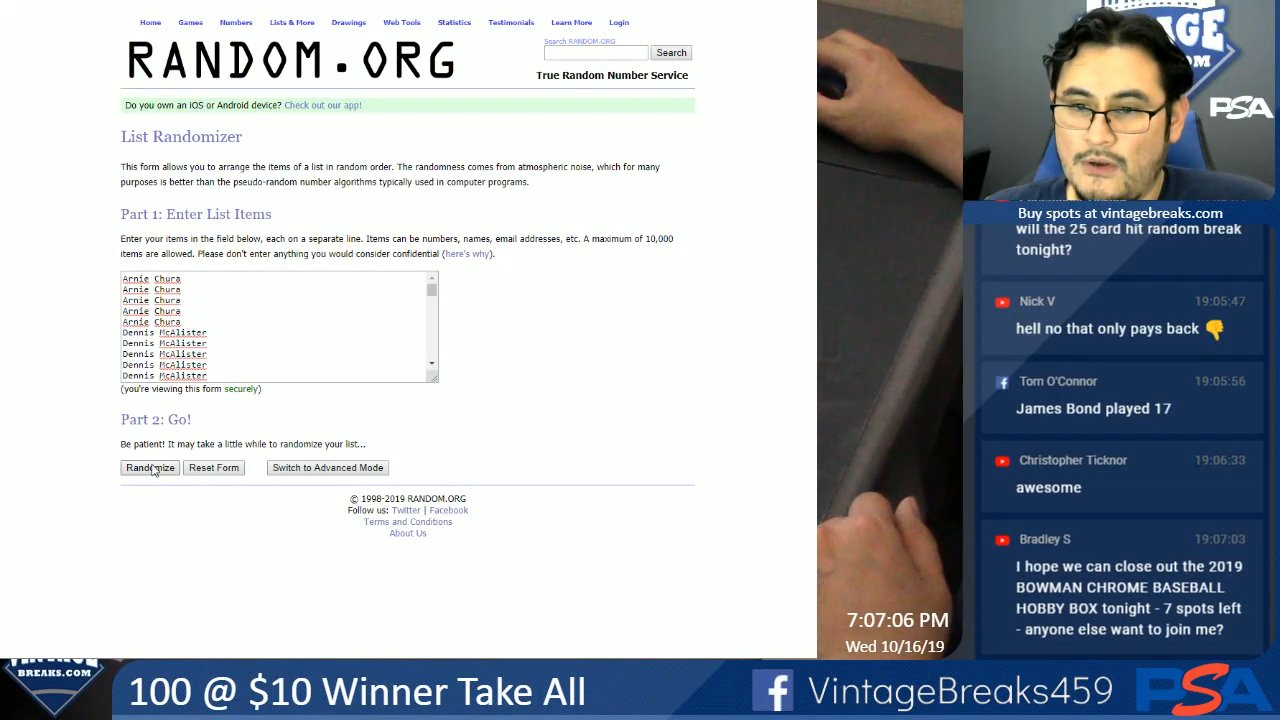 Home Games Numbers Lists & More Drawings Web Tools Statistics Testimonials Learn More Login
RANDOM.ORG
Search RANDOM.ORG
Search
True Random Number Service
Do you own an iOS or Android device? Check out our app!
List Randomizer
This form allows you to arrange the items of a list in random order. The randomness comes from atmospheric noise, which for many
purposes is better than the pseudo-random number algorithms typically used in computer programs.
Part 1: Enter List Items
Enter your items in the field below, each on a separate line. Items can be numbers, names, email addresses, etc. A maximum of 10,000
items are allowed. Please don't enter anything you would consider confidential (here's why).
Arnie Chura
Arnie Chura
Arnie Chura
Arnie Chura
Arnie Chura
Dennis McAlister
Dennis McAlister
Dennis McAlister
Dennis McAlister
Dennis McAlister
(you're viewing this form securely)
Part 2: Go!
Be patient! It may take a little while to randomize your list...
Randomize Reset Form Switch to Advanced Mode
© 1998-2019 RANDOM.ORG
Follow us: Twitter | Facebook
Terms and Conditions
About Us
PSA
Buy spots at vintagebreaks.com
will the 25 card hit random break
tonight?
Nick V 19:05:47
hell no that only pays back 👎
Tom O'Connor 19:05:56
James Bond played 17
Christopher Ticknor 19:06:33
awesome
Bradley S 19:07:03
I hope we can close out the 2019
BOWMAN CHROME BASEBALL
HOBBY BOX tonight - 7 spots left
- anyone else want to join me?
7:07:06 PM
Wed 10/16/19
BREAKS.COM
100 @ $10 Winner Take All
VintageBreaks459
PSA